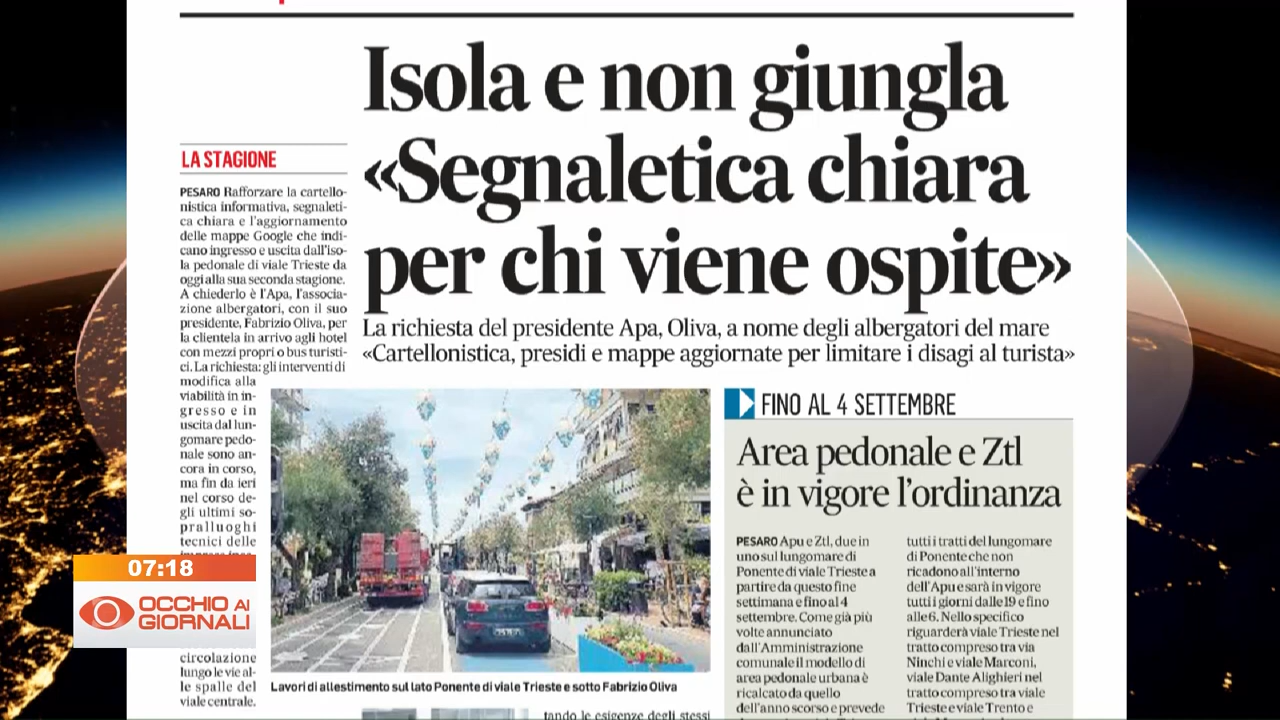 Isola e non giungla
«Segnaletica chiara
per chi viene ospite»
La richiesta del presidente Apa, Oliva, a nome degli albergatori del mare
«Cartellonistica, presidi e mappe aggiornate per limitare i disagi al turista»
LA STAGIONE
PESARO Rafforzare la cartello-
nistica informativa, segnaleti-
ca chiara e l'aggiornamento
delle mappe Google che indi-
cano ingresso e uscita dall'iso-
la pedonale di viale Trieste da
oggi alla sua seconda stagione.
A chiederlo è l'Apa, l'associa-
zione albergatori, con il suo
presidente, Fabrizio Oliva, per
la clientela in arrivo agli hotel
con mezzi propri o bus turisti-
ci. La richiesta: gli interventi di
modifica alla
viabilità in in-
gresso e in
uscita dal lun-
gomare pedo-
nale sono an-
cora in corso,
ma fin da ieri
nel corso de-
gli ultimi so-
pralluoghi
tecnici delle
circolazione
lungo le vie al-
le spalle del
viale centrale.
Lavori di allestimento sul lato Ponente di viale Trieste e sotto Fabrizio Oliva
tando le esigenze degli stessi
FINO AL 4 SETTEMBRE
Area pedonale e Ztl
è in vigore l'ordinanza
PESARO Apu e Ztl, due in
uno sul lungomare di
Ponente di viale Trieste a
partire da questo fine
settimana e fino al 4
settembre. Come già più
volte annunciato
dall'Amministrazione
comunale il modello di
area pedonale urbana è
ricalcato da quello
dell'anno scorso e prevede
tutti i tratti del lungomare
di Ponente che non
ricadono all'interno
dell'Apu e sarà in vigore
tutti i giorni dalle 19 e fino
alle 6. Nello specifico
riguarderà viale Trieste nel
tratto compreso tra via
Ninchi e viale Marconi,
viale Dante Alighieri nel
tratto compreso tra viale
Trieste e viale Trento e
07:18
OCCHIO AI
GIORNALI